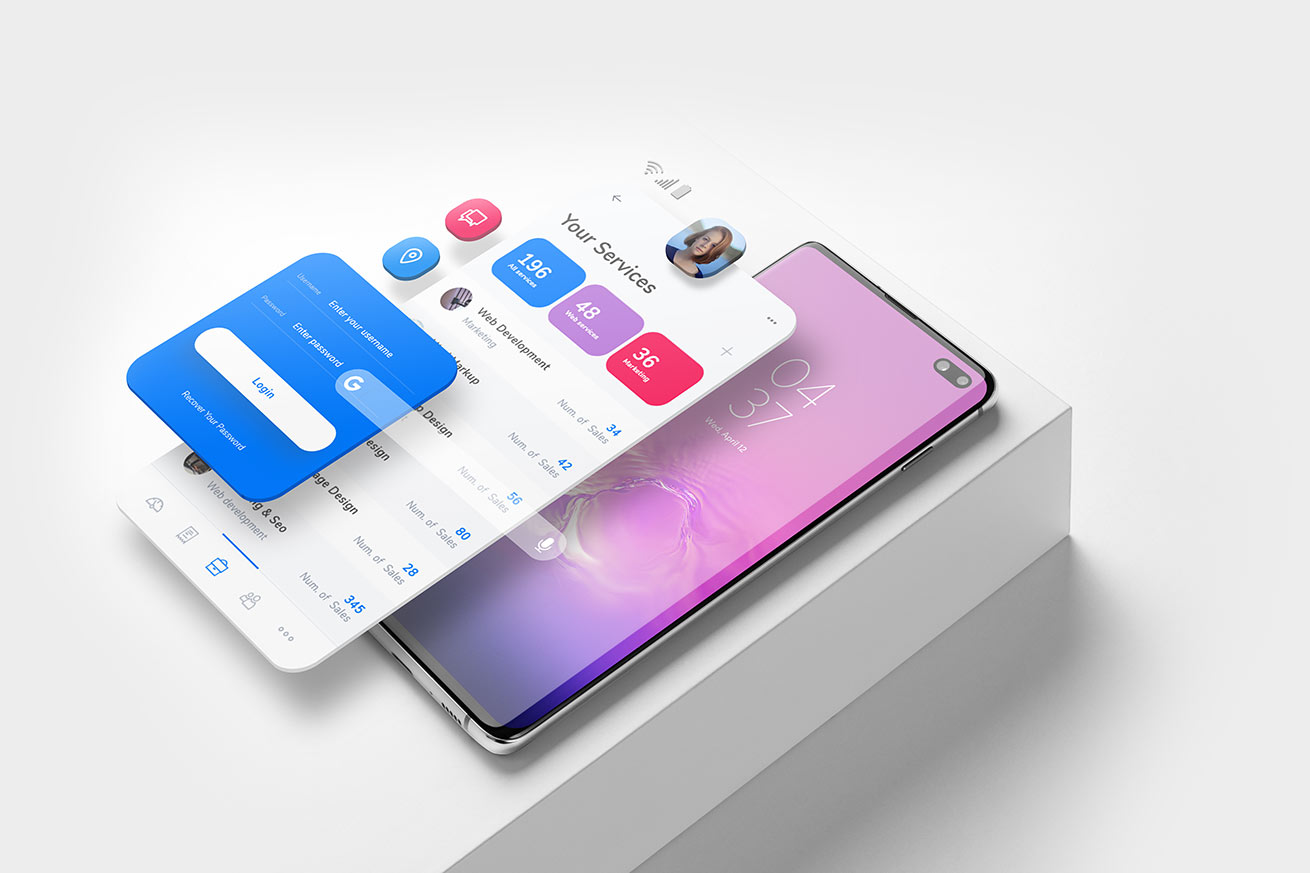 Your Services
196
All services
48
Web services
36
Marketing
Web Development
Marketing
Num. of Sales
34
Markup
Num. of Sales
42
Design
Num. of Sales
56
Design
Num. of Sales
80
Design
Num. of Sales
28
& Seo
Web development
Num. of Sales
345
Username
Enter your username
Password
Enter password
Login
Recover Your Password
G
04
37
Wed, April 12